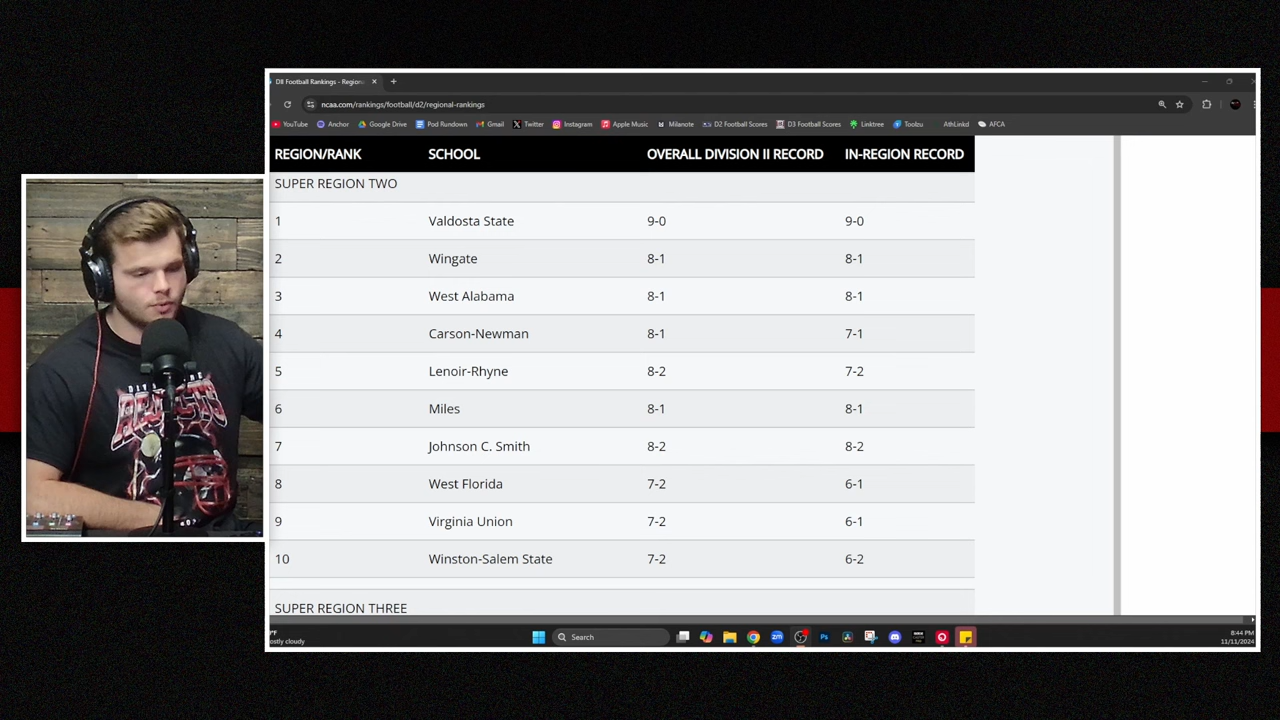 DII Football Rankings - Region
ncaa.com/rankings/football/d2/regional-rankings
YouTube Anchor Google Drive Pod Rundown Gmail Twitter Instagram Apple Music Milanote D2 Football Scores D3 Football Scores Linktree Toolzu AthLinkd AFCA
REGION/RANK SCHOOL OVERALL DIVISION II RECORD IN-REGION RECORD
SUPER REGION TWO
1 Valdosta State 9-0 9-0
2 Wingate 8-1 8-1
3 West Alabama 8-1 8-1
4 Carson-Newman 8-1 7-1
5 Lenoir-Rhyne 8-2 7-2
6 Miles 8-1 8-1
7 Johnson C. Smith 8-2 8-2
8 West Florida 7-2 6-1
9 Virginia Union 7-2 6-1
10 Winston-Salem State 7-2 6-2
SUPER REGION THREE
Search
8:44 PM
11/11/2024